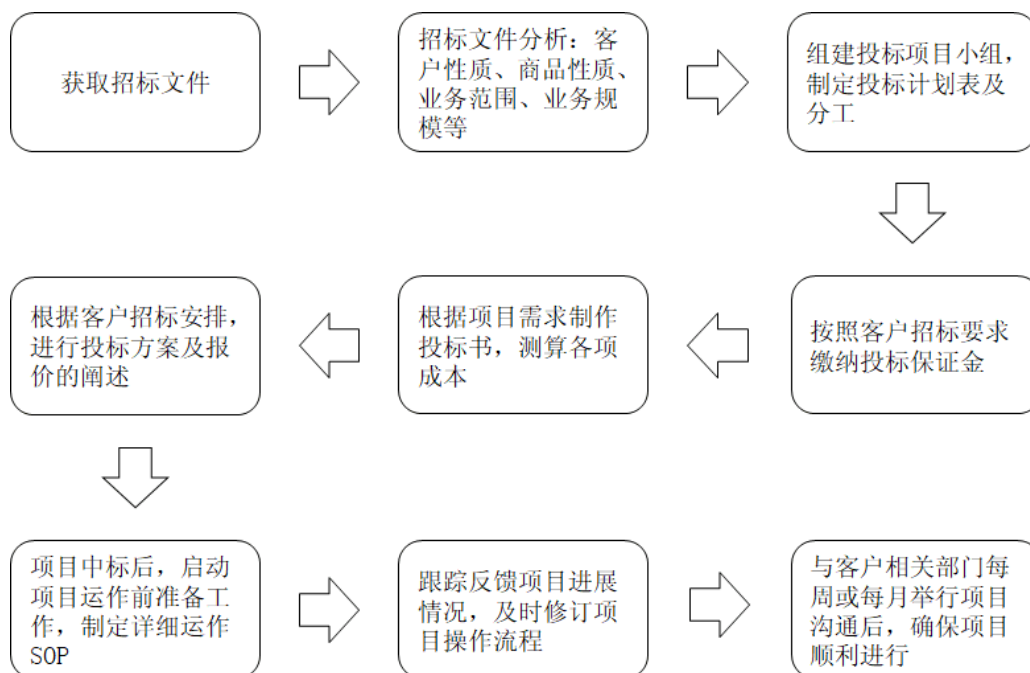 获取招标文件
招标文件分析：客
户性质、商品性质、
业务范围、业务规
模等
组建投标项目小组，
制定投标计划表及
分工
按照客户招标要求
缴纳投标保证金
根据项目需求制作
投标书，测算各项
成本
根据客户招标安排，
进行投标方案及报
价的阐述
项目中标后，启动
项目运作前准备工
作，制定详细运作
SOP
跟踪反馈项目进展
情况，及时修订项
目操作流程
与客户相关部门每
周或每月举行项目
沟通后，确保项目
顺利进行